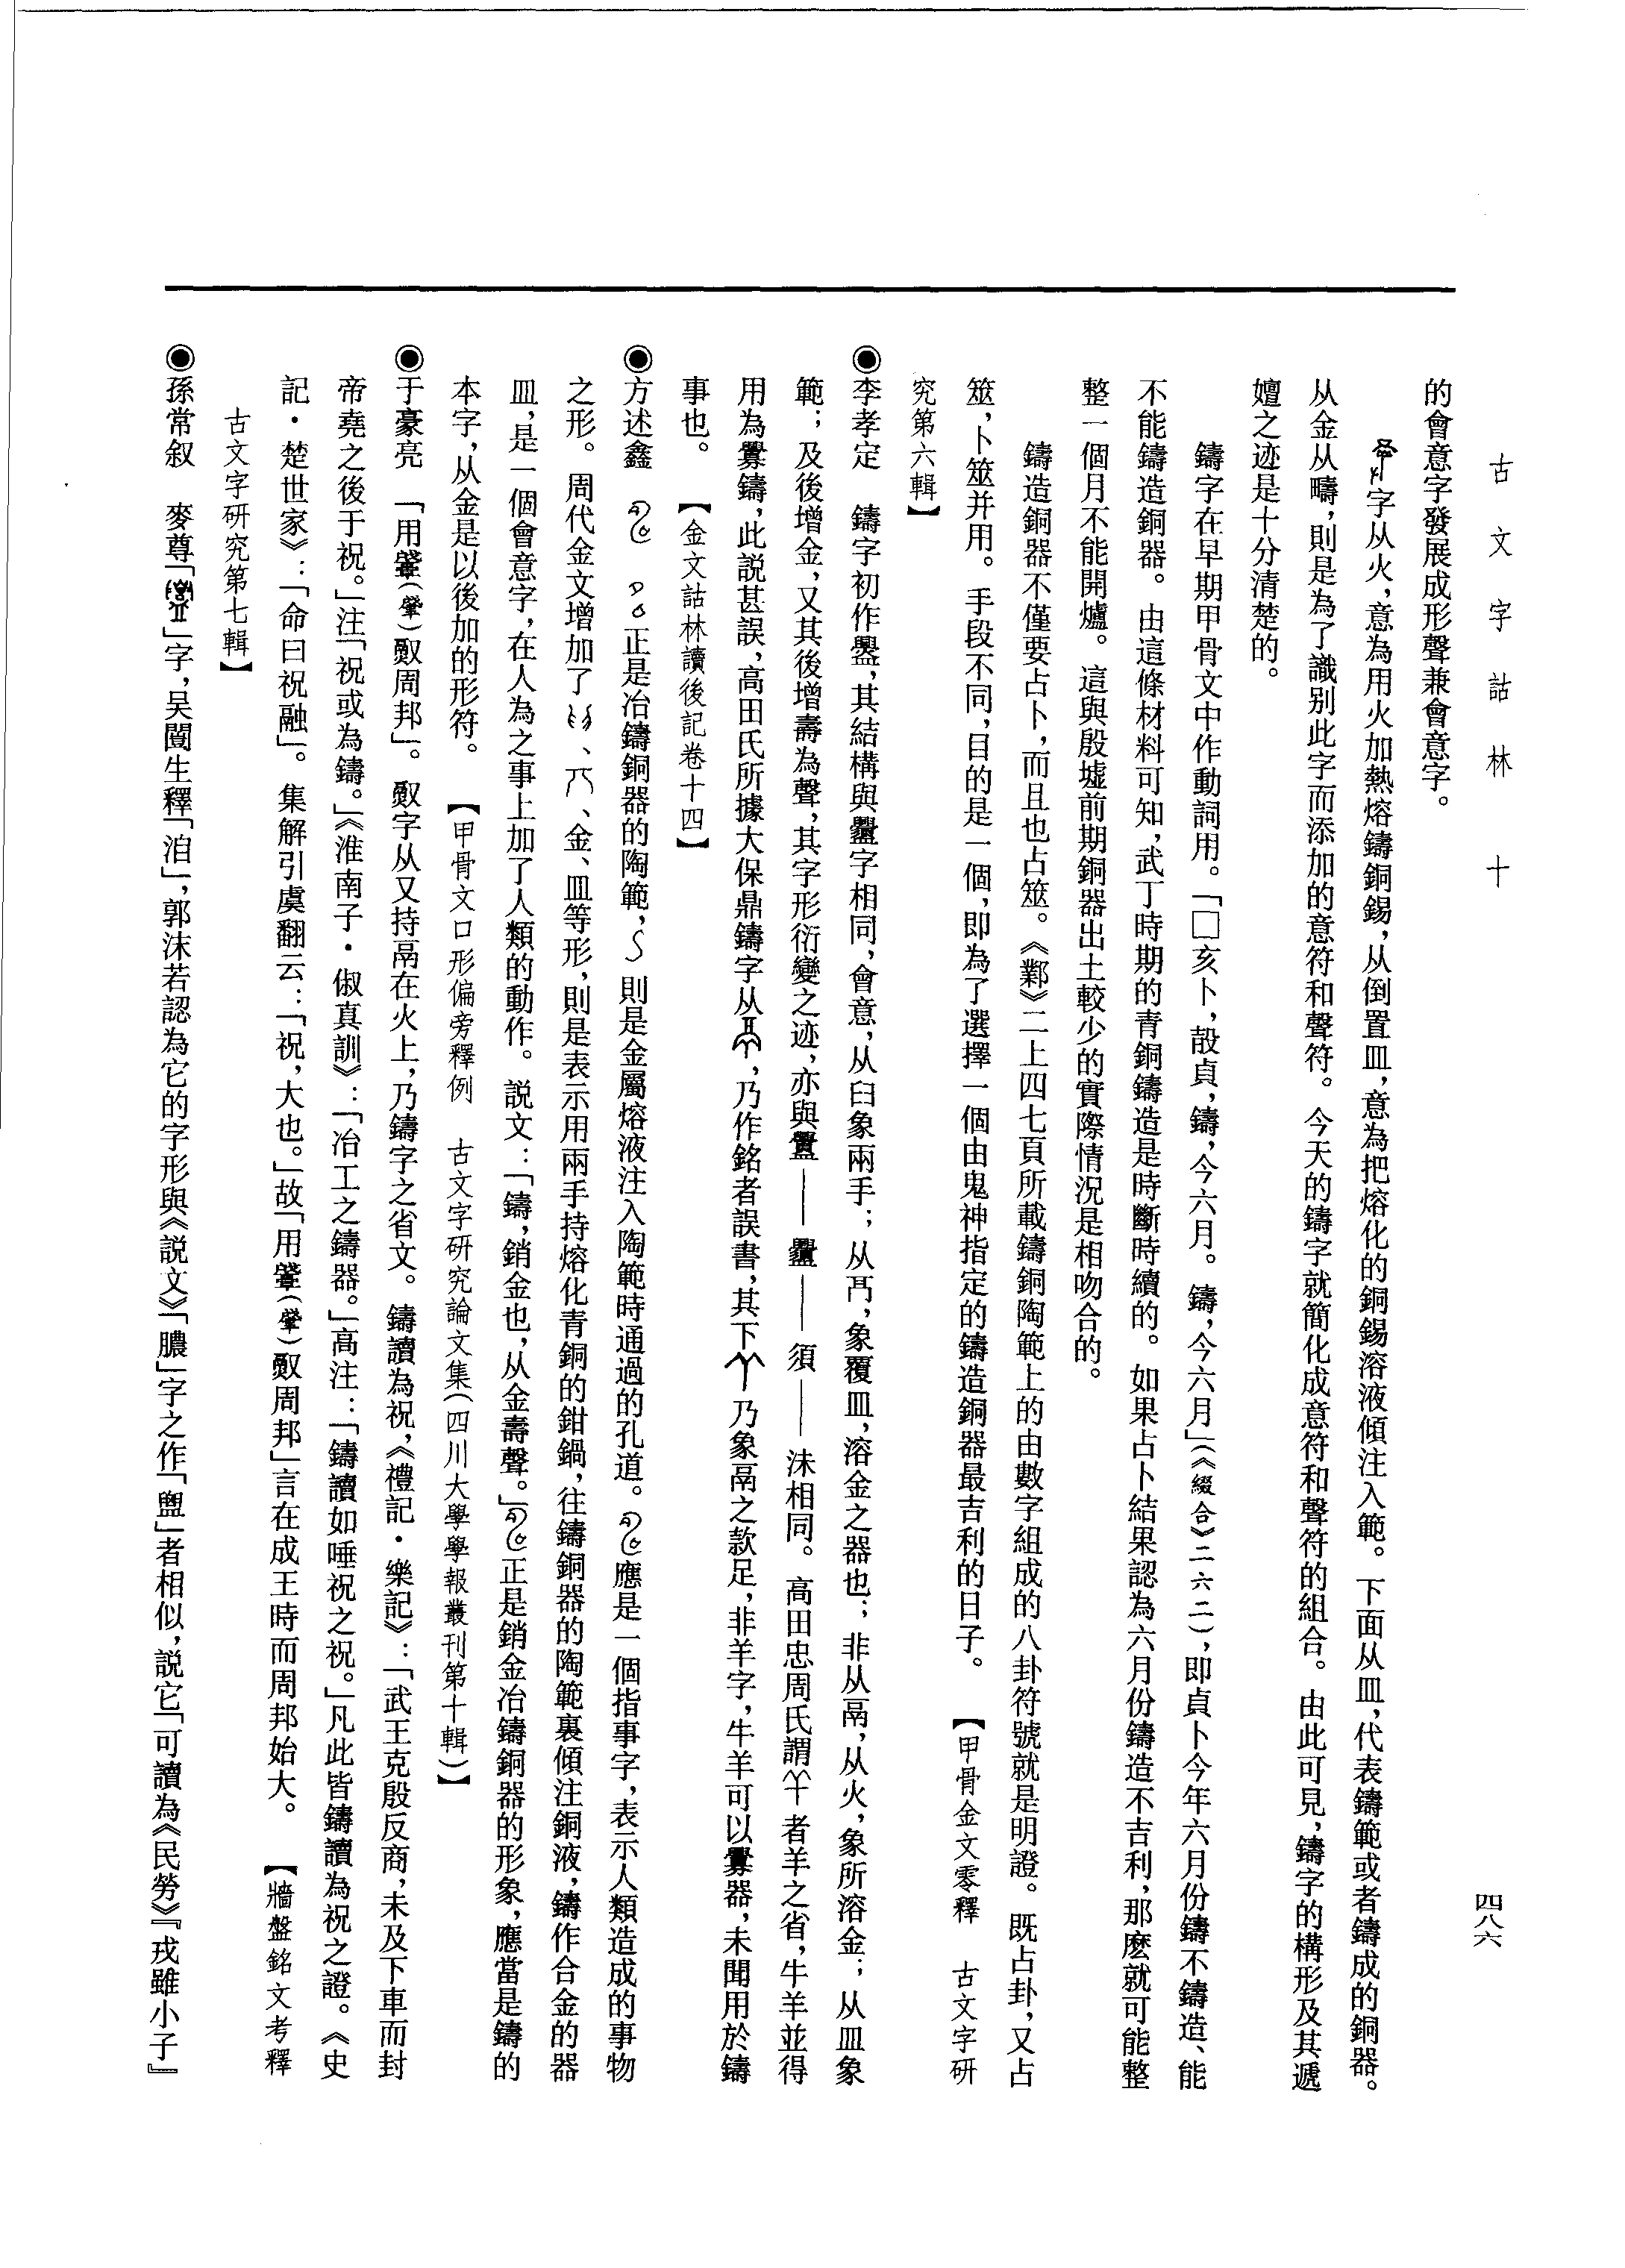 古文字詁林 十
四八六
的會意字發展成形聲兼會意字。
字从火，意為用火加熱熔鑄銅錫，从倒置皿，意為把熔化的銅錫溶液傾注入範。下面从皿，代表鑄範或者鑄成的銅器。
从金从疇，則是為了識别此字而添加的意符和聲符。今天的鑄字就簡化成意符和聲符的組合。由此可見，鑄字的構形及其遞
嬗之迹是十分清楚的。
鑄字在早期甲骨文中作動詞用。「□亥卜，㱿貞，鑄，今六月。鑄，今六月」（《綴合》二六二），即貞卜今年六月份鑄不鑄造、能
不能鑄造銅器。由這條材料可知，武丁時期的青銅鑄造是時斷時續的。如果占卜結果認為六月份鑄造不吉利，那麽就可能整
整一個月不能開爐。這與殷墟前期銅器出土較少的實際情況是相吻合的。
鑄造銅器不僅要占卜，而且也占筮。《鄴》二上四七頁所載鑄銅陶範上的由數字組成的八卦符號就是明證。既占卦，又占
筮，卜筮并用。手段不同，目的是一個，即為了選擇一個由鬼神指定的鑄造銅器最吉利的日子。　【甲骨金文零釋　古文字研
究第六輯】
◉李孝定　鑄字初作，其結構與字相同，會意，从𦥑象兩手；从，象覆皿，溶金之器也；非从鬲，从火，象所溶金；从皿象
範；及後增金，又其後增壽為聲，其字形衍變之迹，亦與————須——沬相同。高田忠周氏謂者羊之省，牛羊並得
用為釁鑄，此説甚誤，高田氏所據大保鼎鑄字从，乃作銘者誤書，其下乃象鬲之款足，非羊字，牛羊可以釁器，未聞用於鑄
事也。　【金文詁林讀後記卷十四】
◉方述鑫　正是冶鑄銅器的陶範，則是金屬熔液注入陶範時通過的孔道。應是一個指事字，表示人類造成的事物
之形。周代金文增加了、、金、皿等形，則是表示用兩手持熔化青銅的鉗鍋，往鑄銅器的陶範裏傾注銅液，鑄作合金的器
皿，是一個會意字，在人為之事上加了人類的動作。説文：「鑄，銷金也，从金壽聲。」正是銷金冶鑄銅器的形象，應當是鑄的
本字，从金是以後加的形符。　【甲骨文口形偏旁釋例　古文字研究論文集（四川大學學報叢刊第十輯）】
◉于豪亮　「用（肇）周邦」。字从又持鬲在火上，乃鑄字之省文。鑄讀為祝，《禮記·樂記》：「武王克殷反商，未及下車而封
帝堯之後于祝。」注「祝或為鑄。」《淮南子·俶真訓》：「冶工之鑄器。」高注：「鑄讀如唾祝之祝。」凡此皆鑄讀為祝之證。《史
記·楚世家》：「命曰祝融」。集解引虞翻云：「祝，大也。」故「用（肇）周邦」言在成王時而周邦始大。　【牆盤銘文考釋
古文字研究第七輯】
◉孫常叙　麥尊「」字，吴闓生釋「洎」，郭沫若認為它的字形與《説文》「膿」字之作「盥」者相似，説它「可讀為《民勞》『戎雖小子』